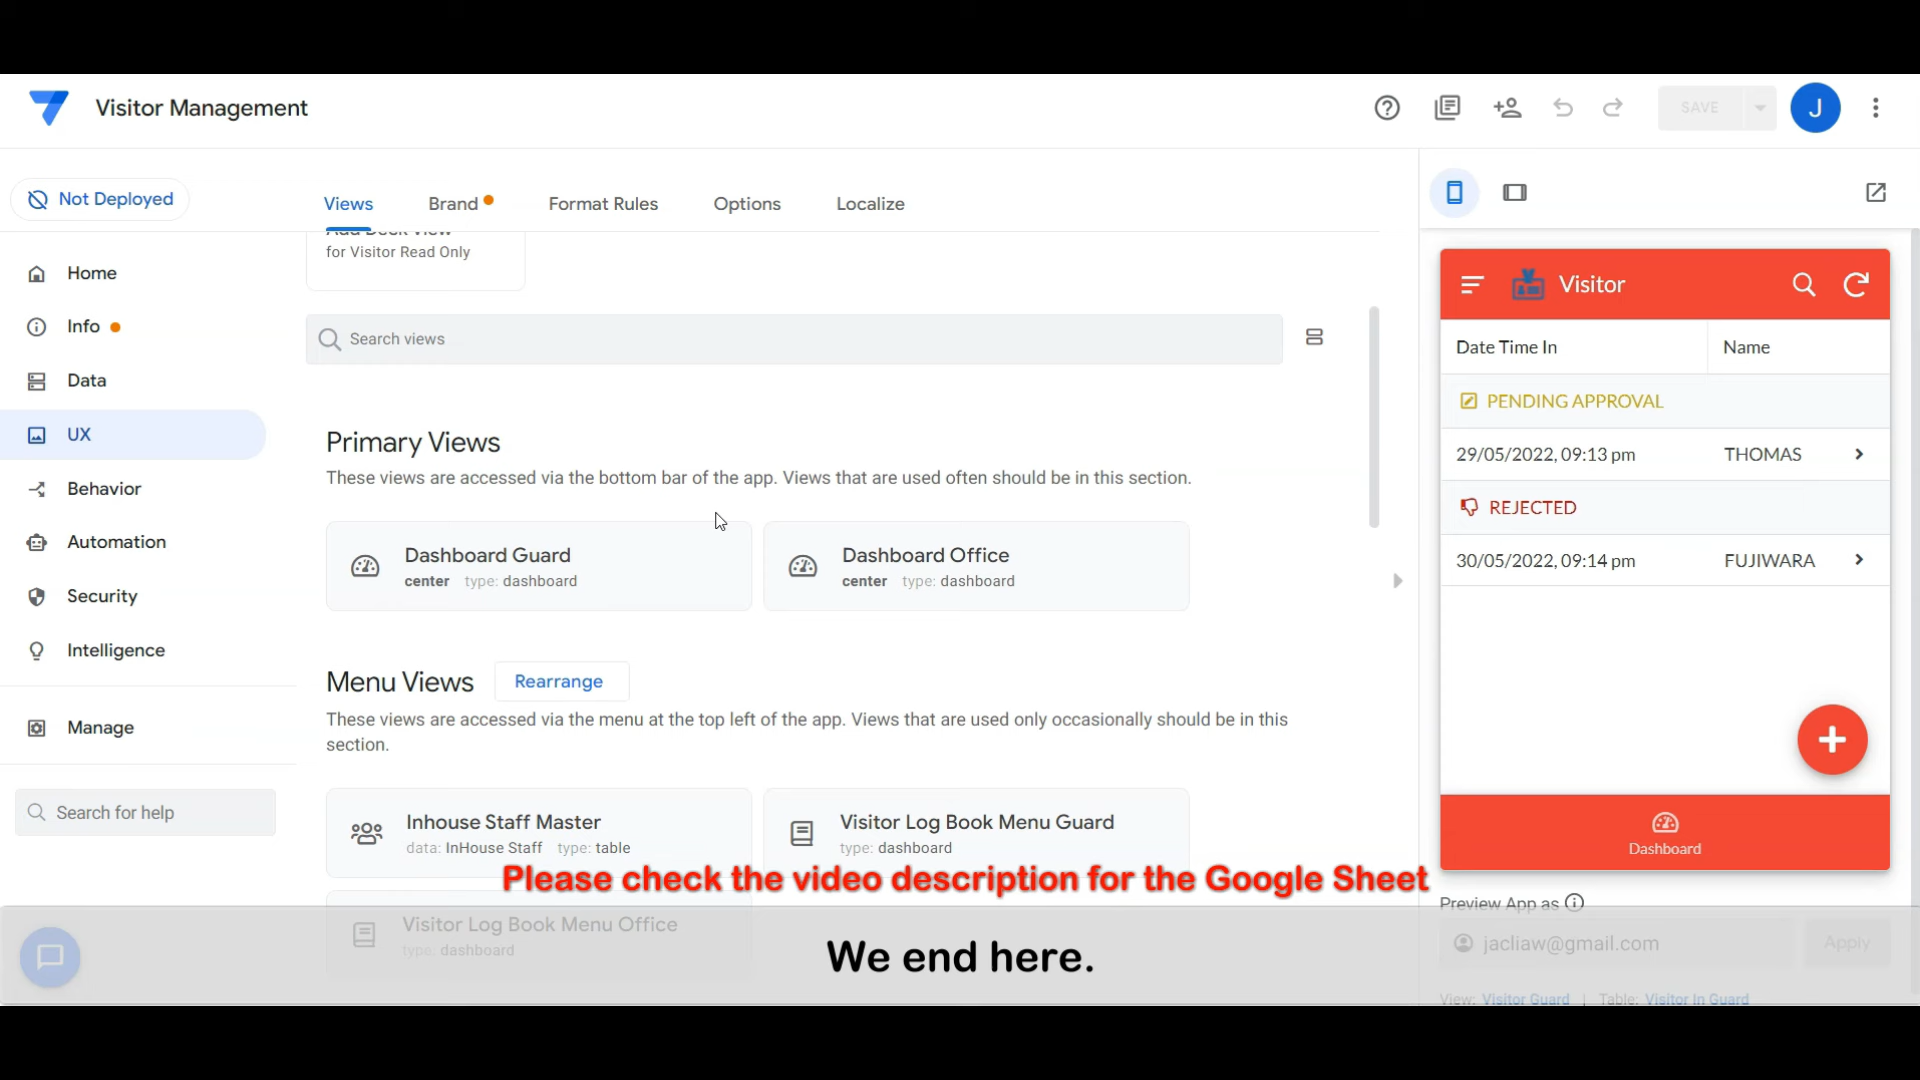 Visitor Management
SAVE
J
Not Deployed
Views
Brand
Format Rules
Options
Localize
Home
Info
Data
UX
Behavior
Automation
Security
Intelligence
Manage
Search for help
Add Deck View
for Visitor Read Only
Search views
Primary Views
These views are accessed via the bottom bar of the app. Views that are used often should be in this section.
Dashboard Guard
center type: dashboard
Dashboard Office
center type: dashboard
Menu Views
Rearrange
These views are accessed via the menu at the top left of the app. Views that are used only occasionally should be in this
section.
Inhouse Staff Master
data: InHouse Staff type: table
Visitor Log Book Menu Guard
type: dashboard
Visitor Log Book Menu Office
type: dashboard
Visitor
Date Time In Name
PENDING APPROVAL
29/05/2022, 09:13 pm THOMAS
REJECTED
30/05/2022, 09:14 pm FUJIWARA
Dashboard
Preview App as
jacliaw@gmail.com
Apply
View: Visitor Guard | Table: Visitor In Guard
Please check the video description for the Google Sheet
We end here.